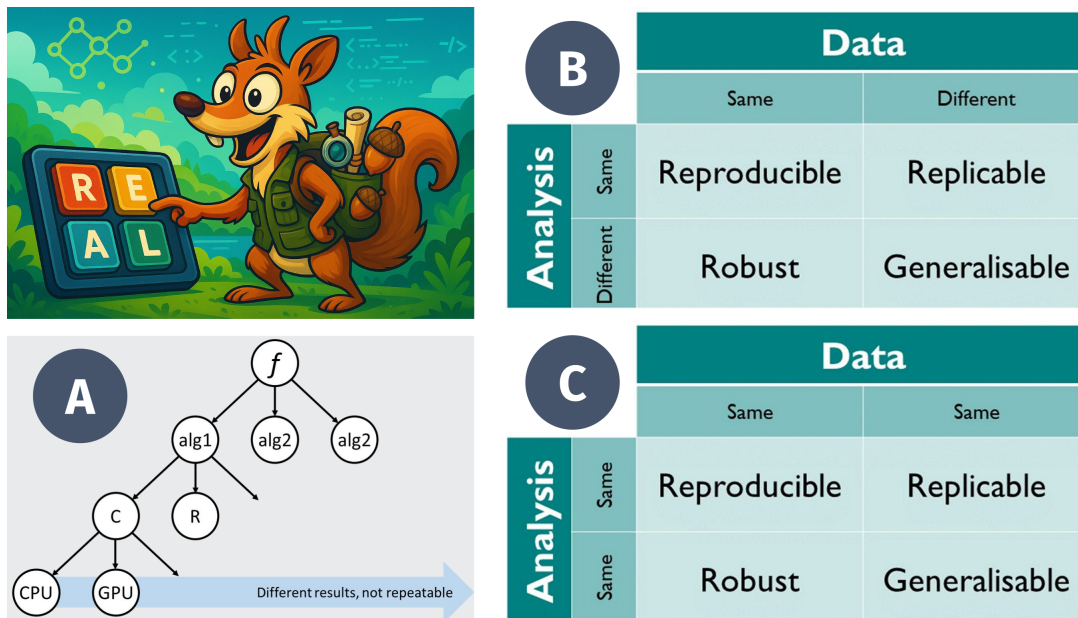 </>
R E
A L
A
f
alg1 alg2 alg2
C R
CPU GPU Different results, not repeatable
B
Data
Same Different
Analysis
Same Reproducible Replicable
Different Robust Generalisable
C
Data
Same Same
Analysis
Same Reproducible Replicable
Same Robust Generalisable